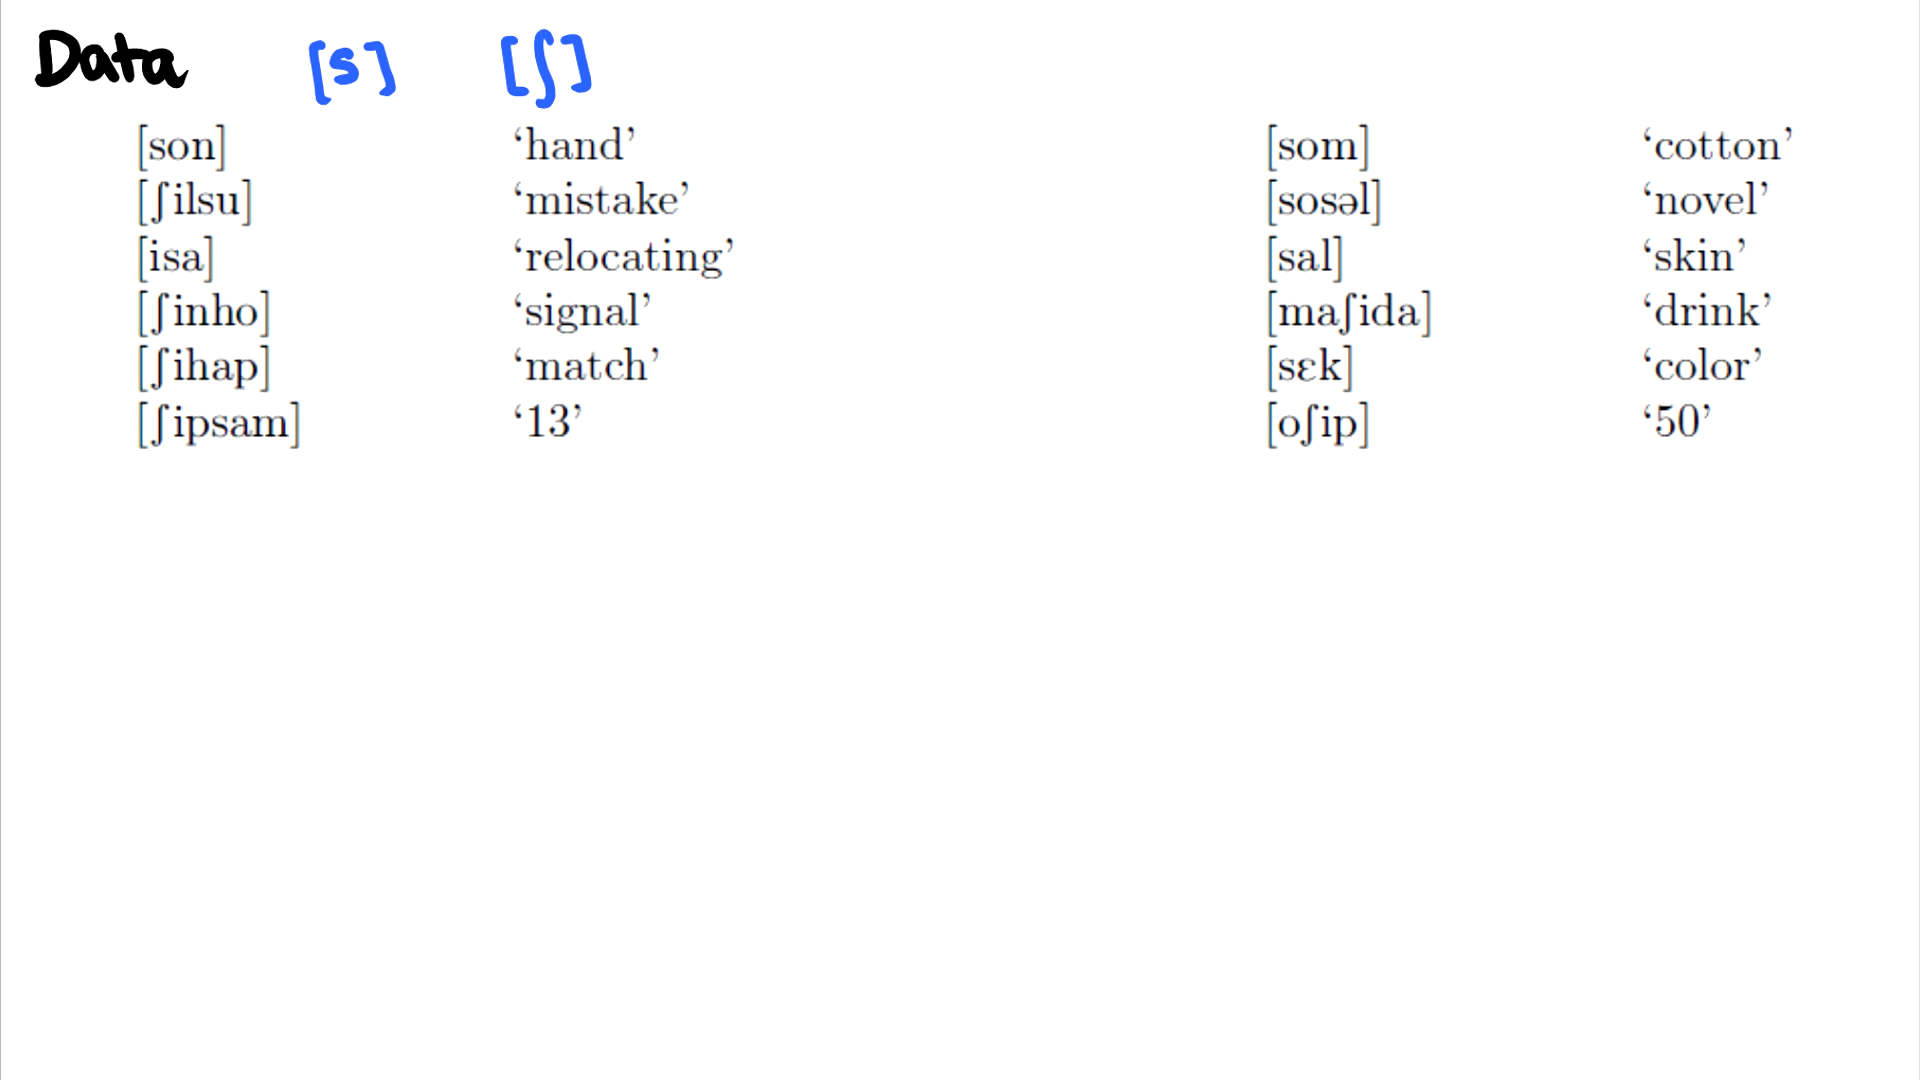 Data [s] [ʃ]
[son] ‘hand’ [som] ‘cotton’
[ʃilsu] ‘mistake’ [sosəl] ‘novel’
[isa] ‘relocating’ [sal] ‘skin’
[ʃinho] ‘signal’ [maʃida] ‘drink’
[ʃihap] ‘match’ [sɛk] ‘color’
[ʃipsam] ‘13’ [oʃip] ‘50’